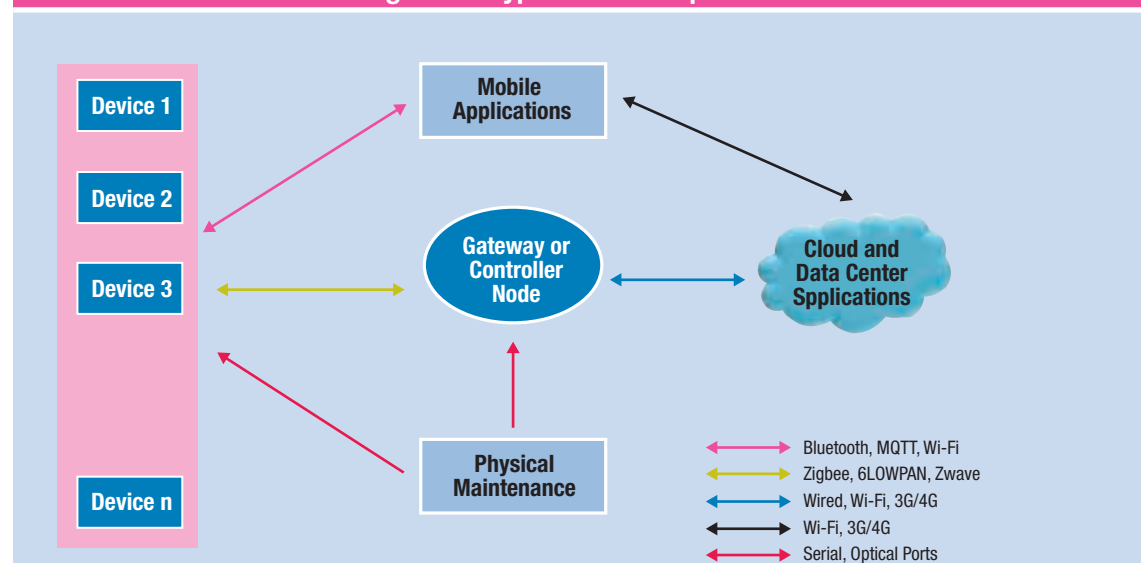 Device 1
Device 2
Device 3
Device n
Mobile
Applications
Gateway or
Controller
Node
Cloud and
Data Center
Spplications
Physical
Maintenance
Bluetooth, MQTT, Wi-Fi
Zigbee, 6LOWPAN, Zwave
Wired, Wi-Fi, 3G/4G
Wi-Fi, 3G/4G
Serial, Optical Ports